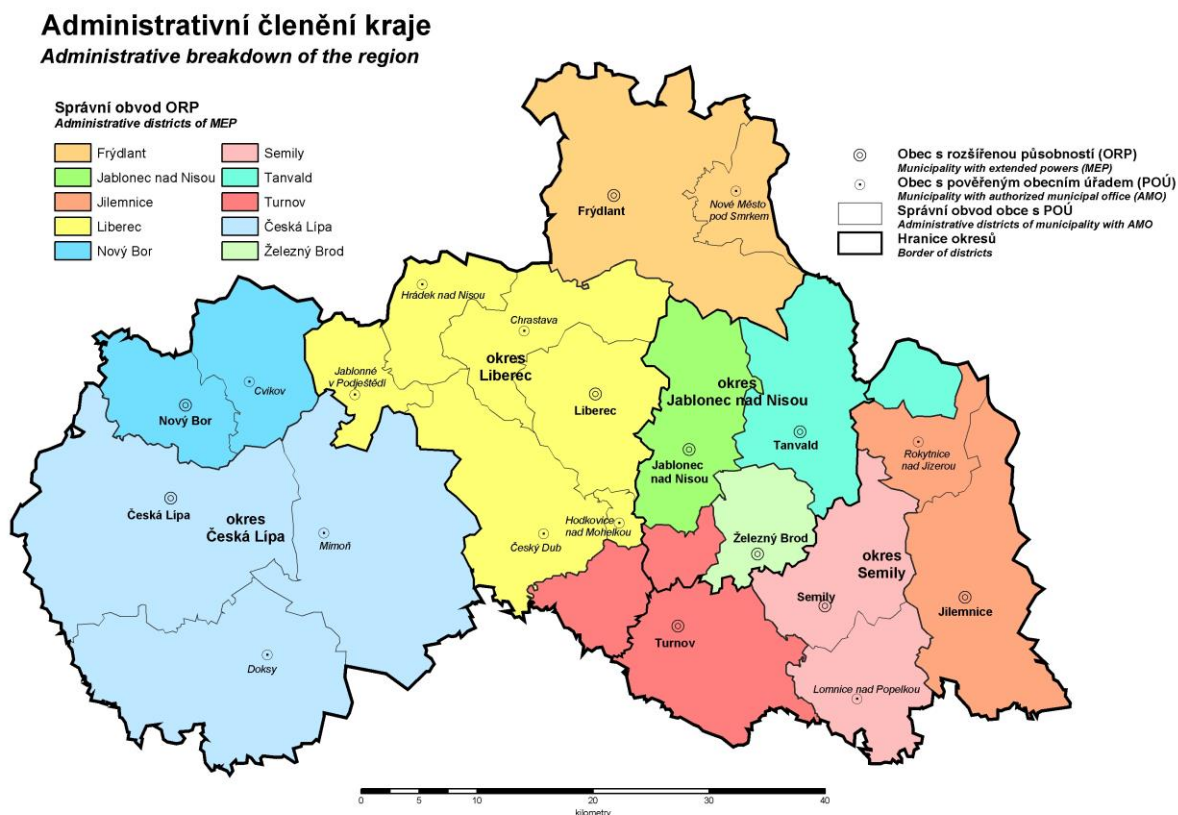 Administrativní členění kraje
Administrative breakdown of the region
Správní obvod ORP
Administrative districts of MEP
Frýdlant
Semily
Jablonec nad Nisou
Tanvald
Jilemnice
Turnov
Liberec
Česká Lípa
Nový Bor
Železný Brod
Obec s rozšířenou působností (ORP)
Municipality with extended powers (MEP)
Obec s pověřeným obecním úřadem (POÚ)
Municipality with authorized municipal office (AMO)
Správní obvod obce s POÚ
Administrative districts of municipality with AMO
Hranice okresů
Border of districts
Frýdlant
Nové Město
pod Smrkem
Hrádek nad Nisou
Chrastava
okres
Liberec
Jablonné
v Podještědí
Cvikov
Nový Bor
Liberec
okres
Jablonec nad Nisou
Tanvald
Rokytnice
nad Jizerou
Jablonec
nad Nisou
Česká Lípa
okres
Česká Lípa
Mimoň
Český Dub
Hodkovice
nad Mohelkou
Železný Brod
okres
Semily
Semily
Jilemnice
Turnov
Doksy
Lomnice nad Popelkou
0 5 10 20 30 40
kilometry